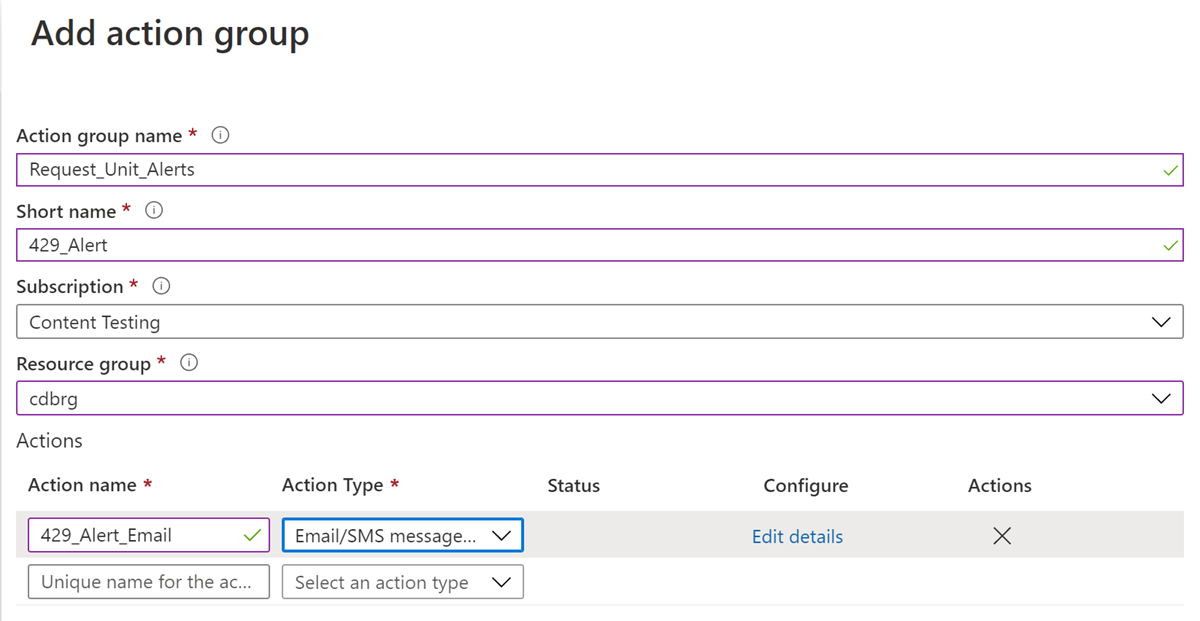 Add action group
Action group name *
Request_Unit_Alerts
Short name *
429_Alert
Subscription *
Content Testing
Resource group *
cdbrg
Actions
Action name * Action Type * Status Configure Actions
429_Alert_Email Email/SMS message... Edit details
Unique name for the ac... Select an action type